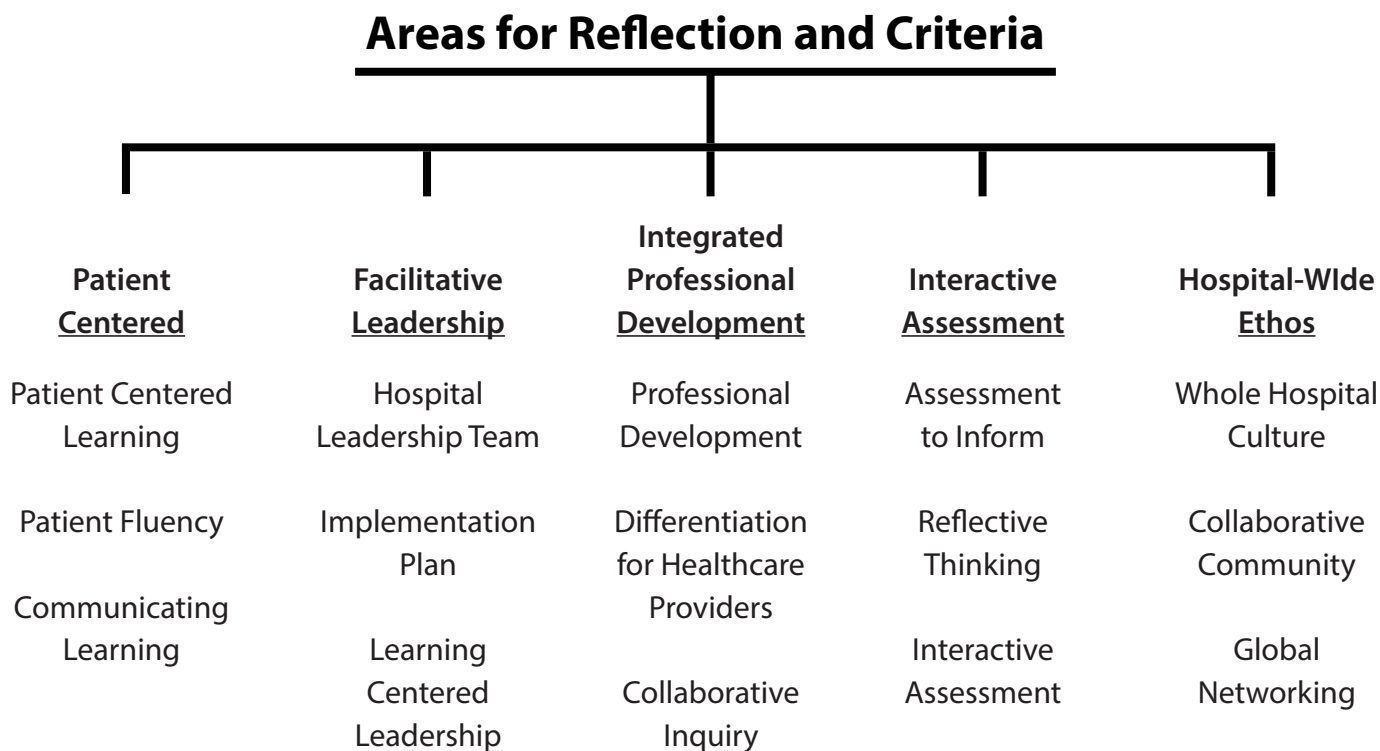 Areas for Reflection and Criteria
Patient
Centered
Patient Centered
Learning
Patient Fluency
Communicating
Learning
Facilitative
Leadership
Hospital
Leadership Team
Implementation
Plan
Learning
Centered
Leadership
Integrated
Professional
Development
Professional
Development
Differentiation
for Healthcare
Providers
Collaborative
Inquiry
Interactive
Assessment
Assessment
to Inform
Reflective
Thinking
Interactive
Assessment
Hospital-WIde
Ethos
Whole Hospital
Culture
Collaborative
Community
Global
Networking